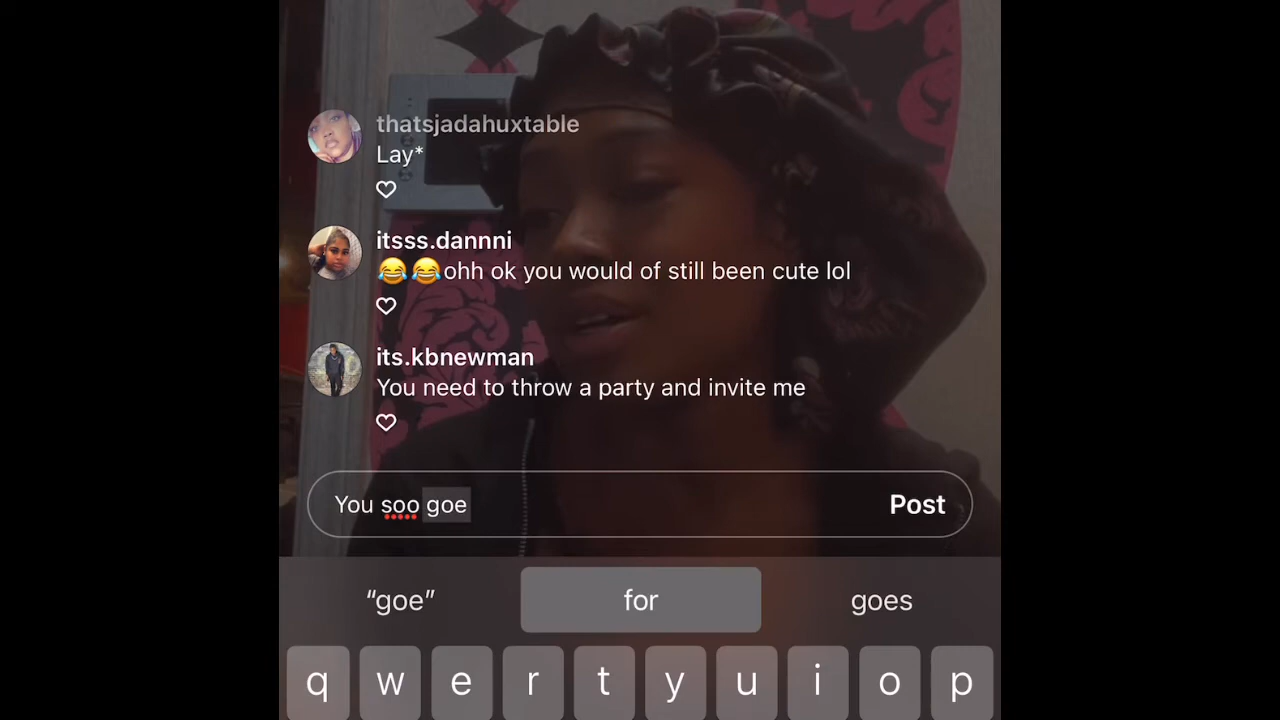 thatsjadahuxtable
Lay*
itsss.dannni
😂😂ohh ok you would of still been cute lol
its.kbnewman
You need to throw a party and invite me
You soo goe Post
“goe” for goes
q w e r t y u i o p